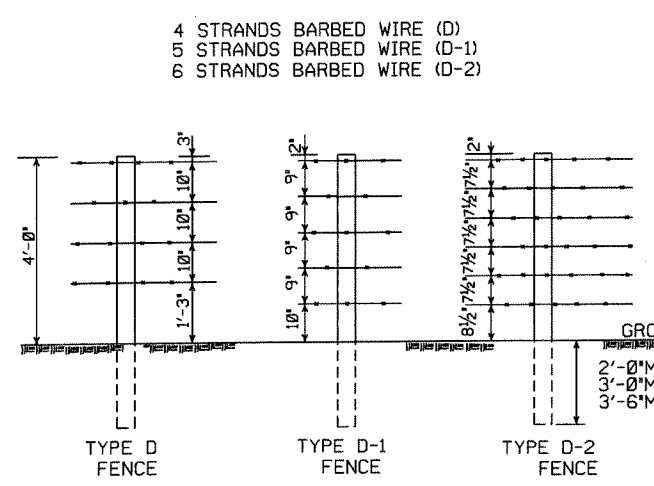 4 STRANDS BARBED WIRE (D)
5 STRANDS BARBED WIRE (D-1)
6 STRANDS BARBED WIRE (D-2)
4'-0"
3"
10"
10"
10"
1'-3"
2"
9"
9"
9"
9"
10"
2"
7½"
7½"
7½"
7½"
7½"
8½"
GRO
2'-0"M
3'-0"M
3'-6"M
TYPE D
FENCE
TYPE D-1
FENCE
TYPE D-2
FENCE